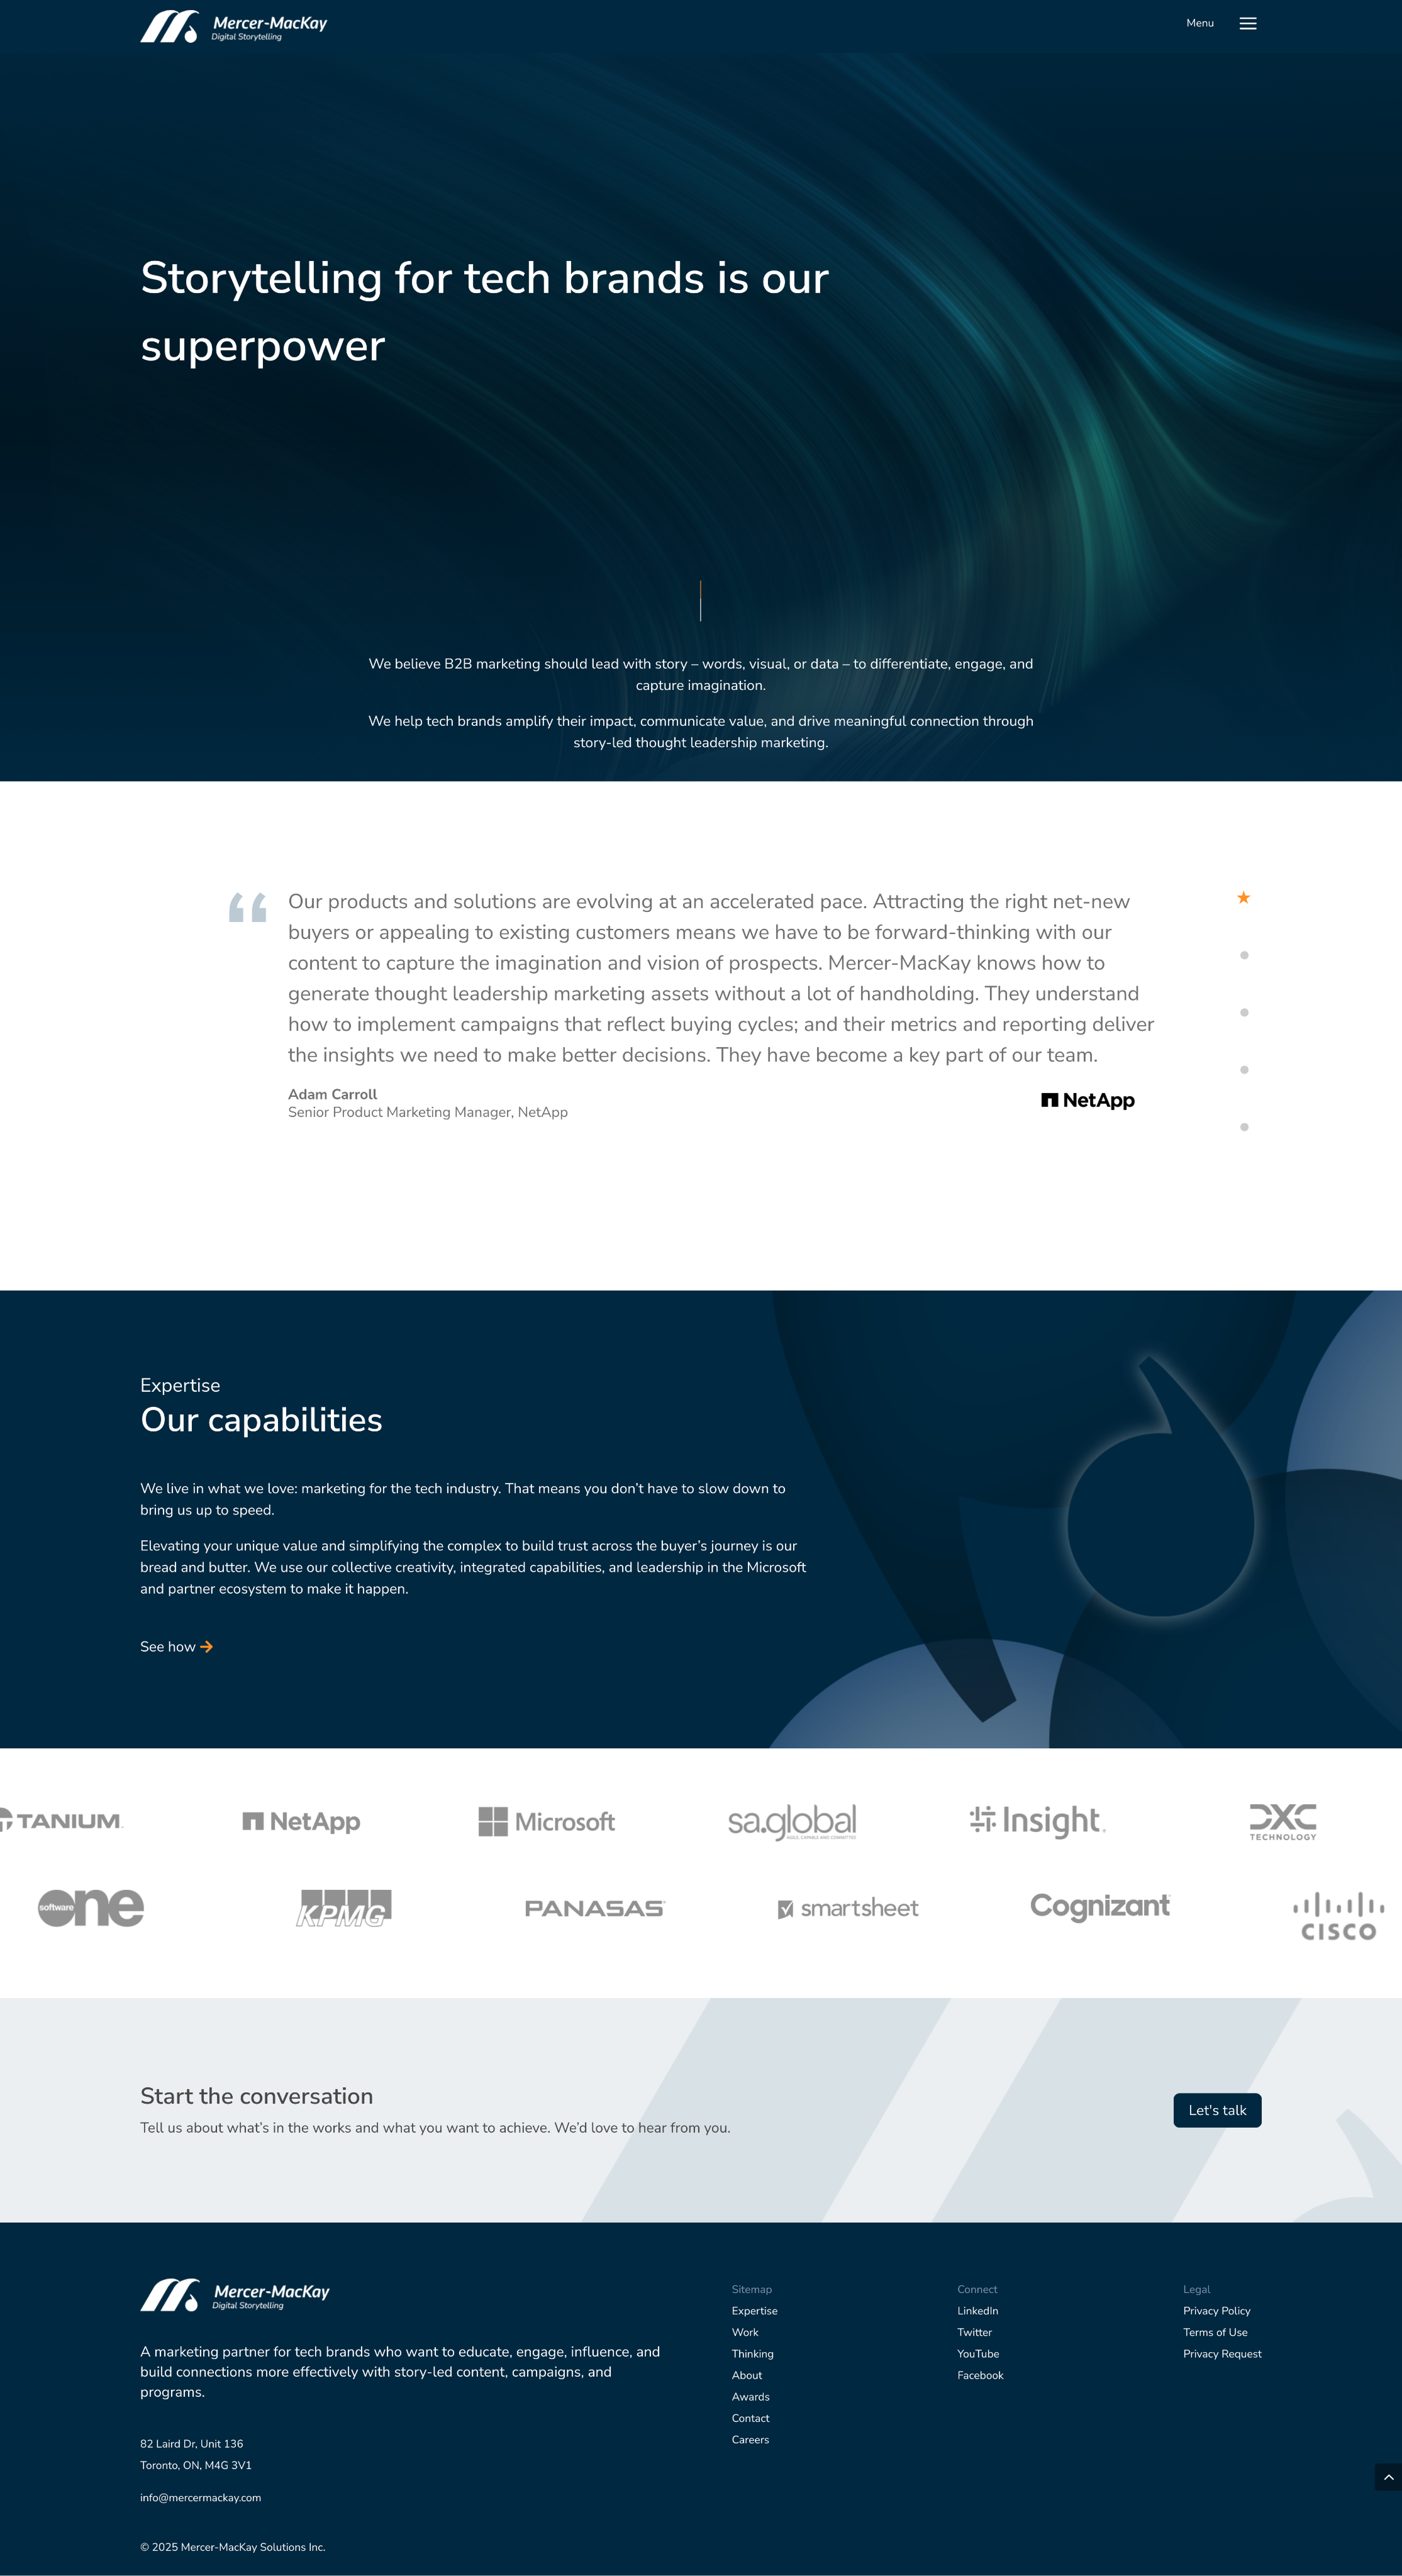 Mercer-MacKay
Digital Storytelling
Menu
Storytelling for tech brands is our
superpower
We believe B2B marketing should lead with story – words, visual, or data – to differentiate, engage, and
capture imagination.
We help tech brands amplify their impact, communicate value, and drive meaningful connection through
story-led thought leadership marketing.
“
Our products and solutions are evolving at an accelerated pace. Attracting the right net-new
buyers or appealing to existing customers means we have to be forward-thinking with our
content to capture the imagination and vision of prospects. Mercer-MacKay knows how to
generate thought leadership marketing assets without a lot of handholding. They understand
how to implement campaigns that reflect buying cycles; and their metrics and reporting deliver
the insights we need to make better decisions. They have become a key part of our team.
Adam Carroll
Senior Product Marketing Manager, NetApp
NetApp
Expertise
Our capabilities
We live in what we love: marketing for the tech industry. That means you don’t have to slow down to
bring us up to speed.
Elevating your unique value and simplifying the complex to build trust across the buyer’s journey is our
bread and butter. We use our collective creativity, integrated capabilities, and leadership in the Microsoft
and partner ecosystem to make it happen.
See how
TANIUM NetApp Microsoft sa.global Insight DXC
AGILE, CAPABLE AND COMMITTED
TECHNOLOGY
software one KPMG PANASAS smartsheet Cognizant CISCO
Start the conversation
Tell us about what’s in the works and what you want to achieve. We’d love to hear from you.
Let's talk
Mercer-MacKay
Digital Storytelling
A marketing partner for tech brands who want to educate, engage, influence, and
build connections more effectively with story-led content, campaigns, and
programs.
82 Laird Dr, Unit 136
Toronto, ON, M4G 3V1
info@mercermackay.com
© 2025 Mercer-MacKay Solutions Inc.
Sitemap
Expertise
Work
Thinking
About
Awards
Contact
Careers
Connect
LinkedIn
Twitter
YouTube
Facebook
Legal
Privacy Policy
Terms of Use
Privacy Request